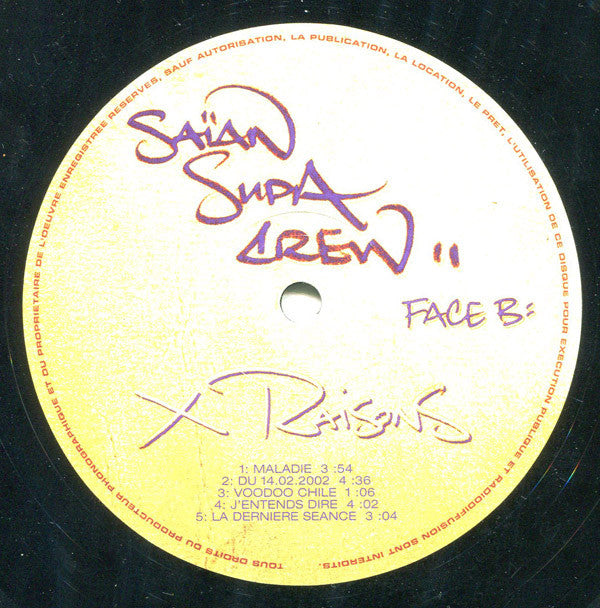 SAÏAN
SUPA
CREW "
FACE B:
X RAISONS
1: MALADIE 3 :54
2: DU 14.02.2002 4 :36
3: VOODOO CHILE 1 :06
4: J'ENTENDS DIRE 4 :02
5: LA DERNIERE SEANCE 3 :04
TOUS DROITS DU PRODUCTEUR PHONOGRAPHIQUE ET DU PROPRIETAIRE DE L'OEUVRE ENREGISTREE RESERVES, SAUF AUTORISATION, LA PUBLICATION, LA LOCATION, LE PRET, L'UTILISATION DE CE DISQUE POUR EXECUTION PUBLIQUE ET RADIODIFFUSION SONT INTERDITS.